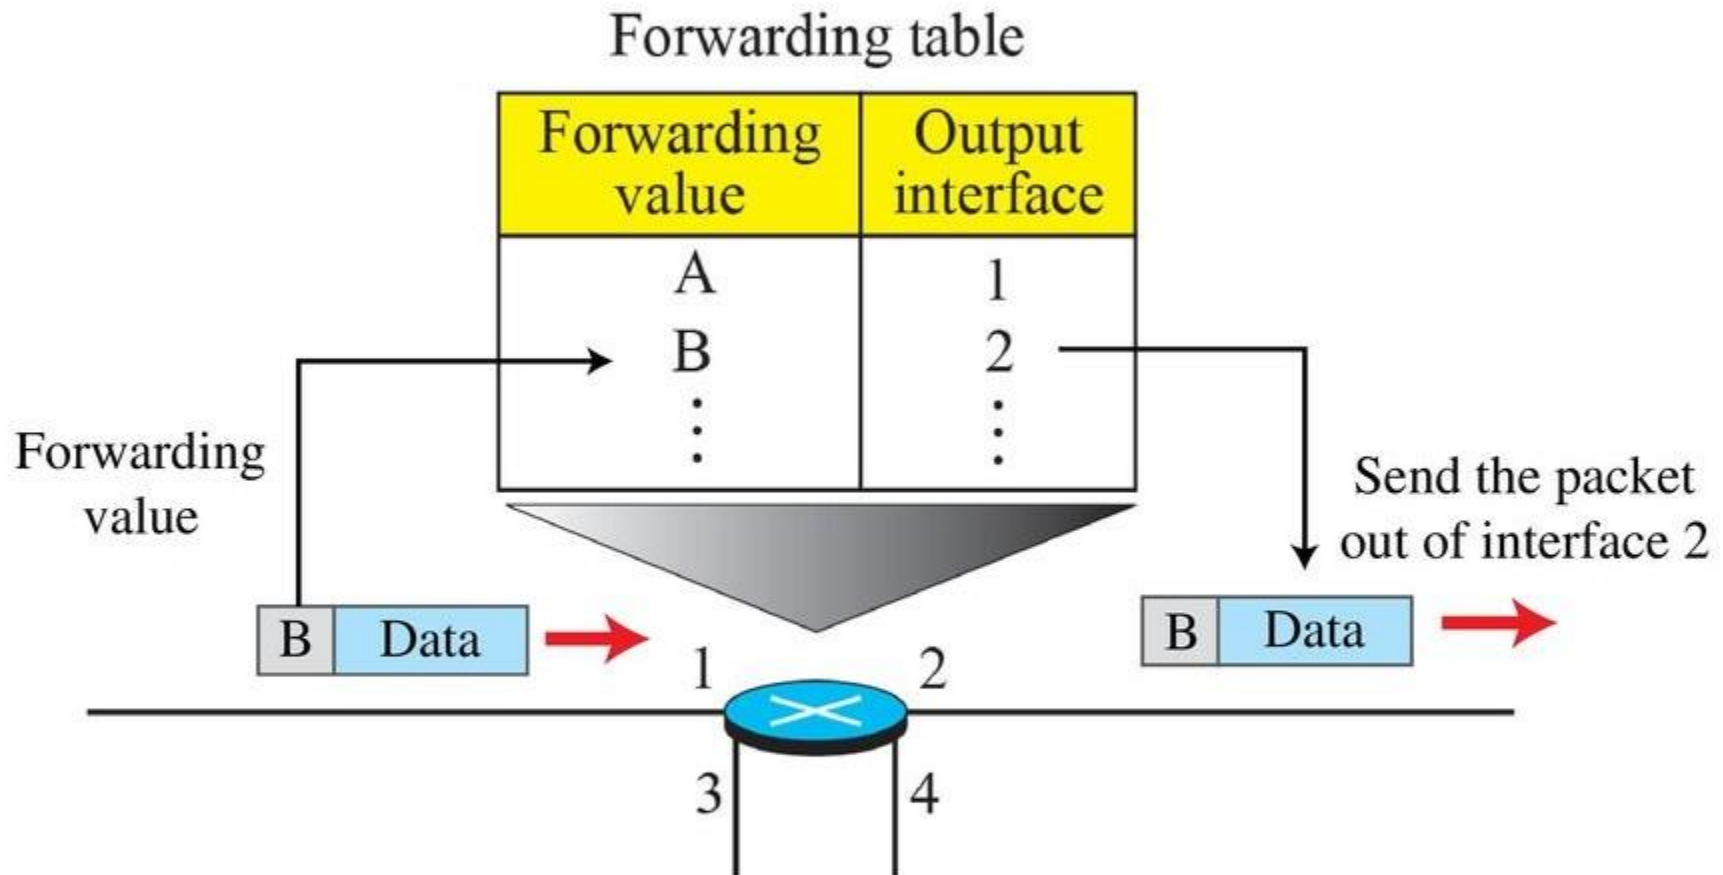 Forwarding table
Forwarding
value
Output
interface
A
1
B
2
Forwarding
value
Send the packet
out of interface 2
B
Data
B
Data
1
2
3
4